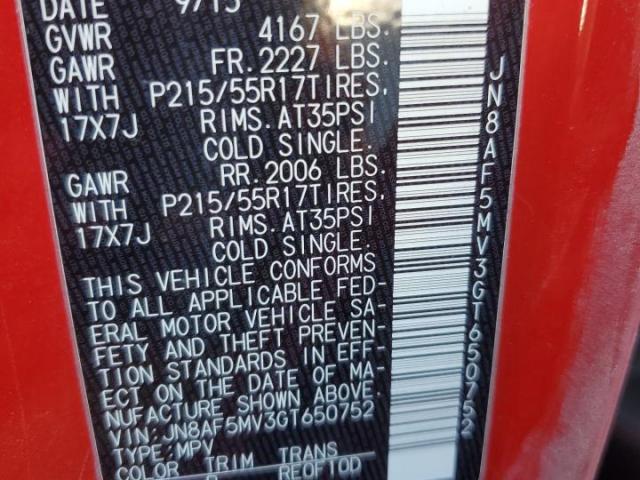 DATE 9/15
GVWR 4167 LBS.
GAWR FR. 2227 LBS.
WITH P215/55R17TIRES,
17X7J RIMS. AT35PSI
COLD SINGLE.
GAWR RR. 2006 LBS.
WITH P215/55R17TIRES,
17X7J RIMS. AT35PSI
COLD SINGLE.
THIS VEHICLE CONFORMS
TO ALL APPLICABLE FED-
ERAL MOTOR VEHICLE SA-
FETY AND THEFT PREVEN-
TION STANDARDS IN EFF-
ECT ON THE DATE OF MA-
NUFACTURE SHOWN ABOVE.
VIN: JN8AF5MV3GT650752
TYPE: MPV
COLOR TRIM TRANS
JN8AF5MV3GT650752